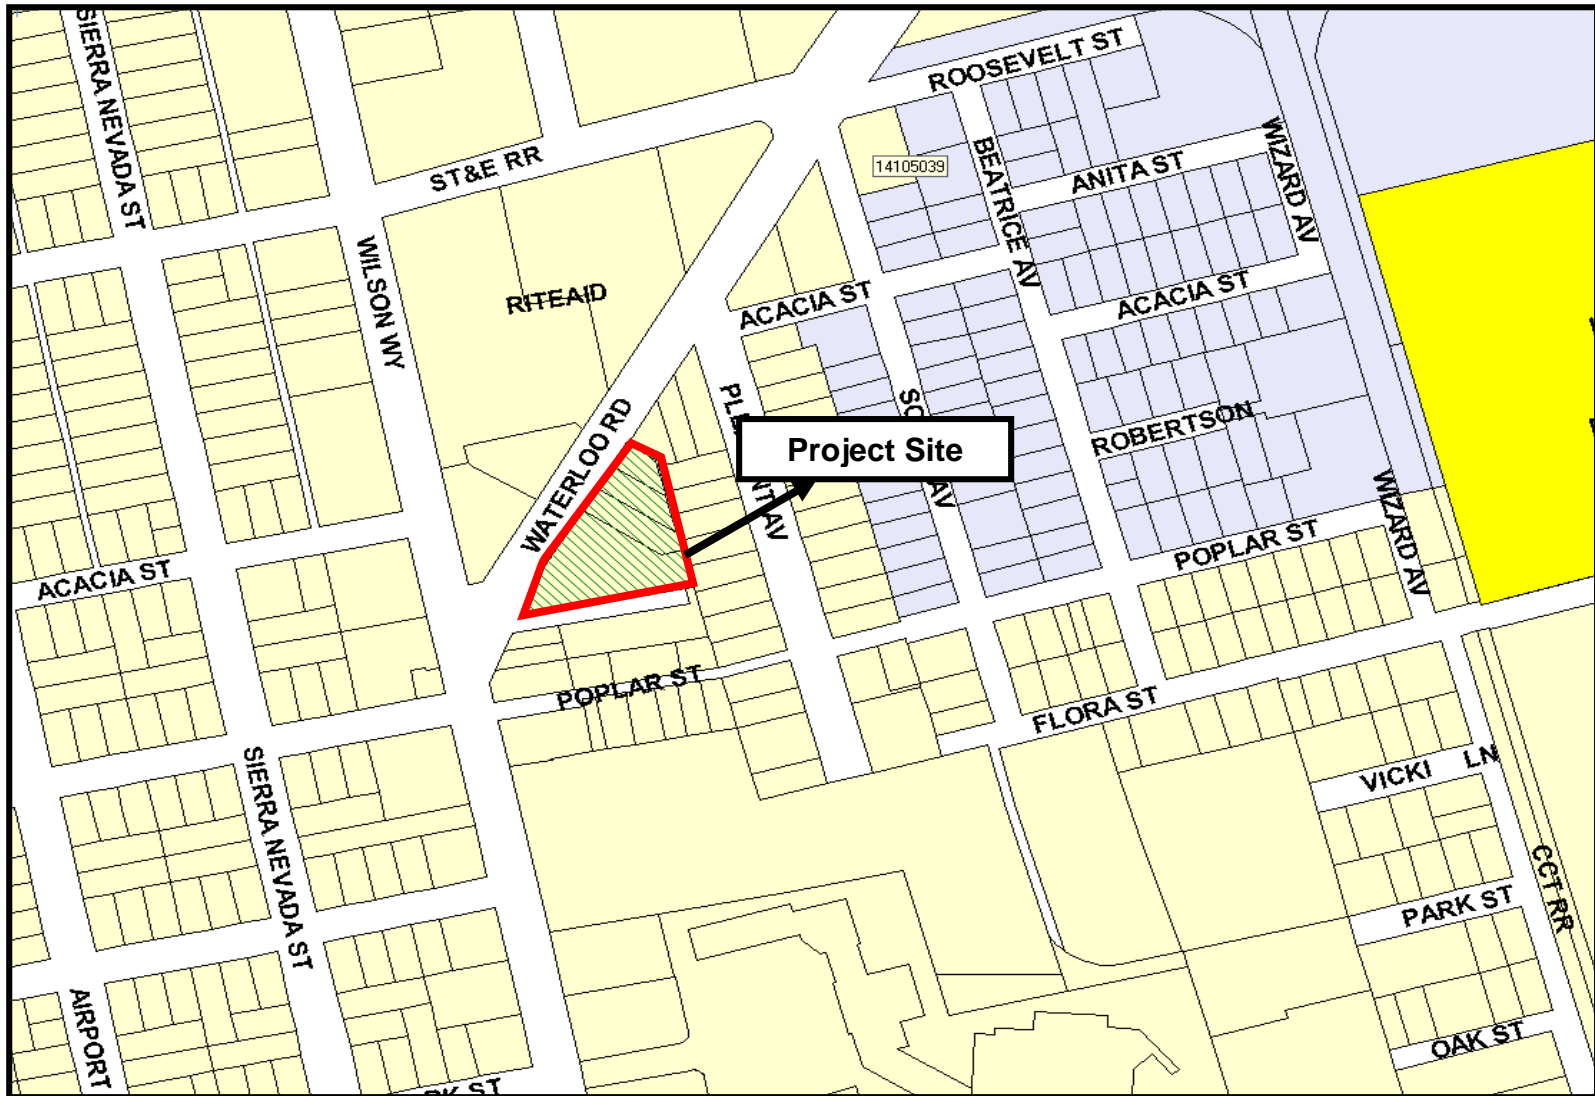 SIERRA NEVADA ST
ROOSEVELT ST
ST&E RR
14105039
BEATRICE AV
ANITA ST
WIZARD AV
WILSON WY
RITEAID
ACACIA ST
ACACIA ST
WATERLOO RD
ROBERTSON
Project Site
AV
WIZARD AV
POPLAR ST
ACACIA ST
POPLAR ST
FLORA ST
SIERRA NEVADA ST
VICKI LN
CCT RR
PARK ST
AIRPORT
OAK ST
ST